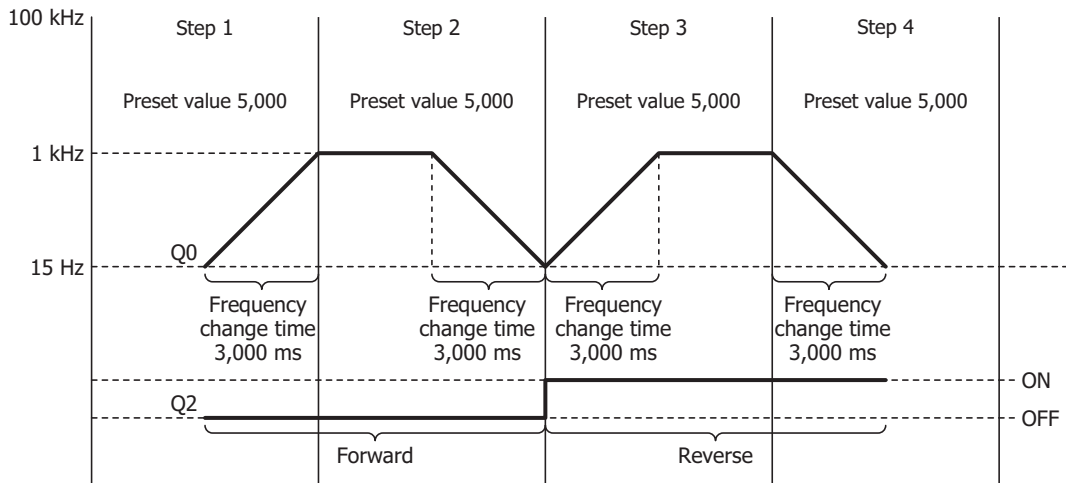 100 kHz
Step 1
Step 2
Step 3
Step 4
Preset value 5,000
Preset value 5,000
Preset value 5,000
Preset value 5,000
1 kHz
Q0
15 Hz
Frequency
change time
3,000 ms
Frequency
change time
3,000 ms
Frequency
change time
3,000 ms
Frequency
change time
3,000 ms
ON
Q2
OFF
Forward
Reverse